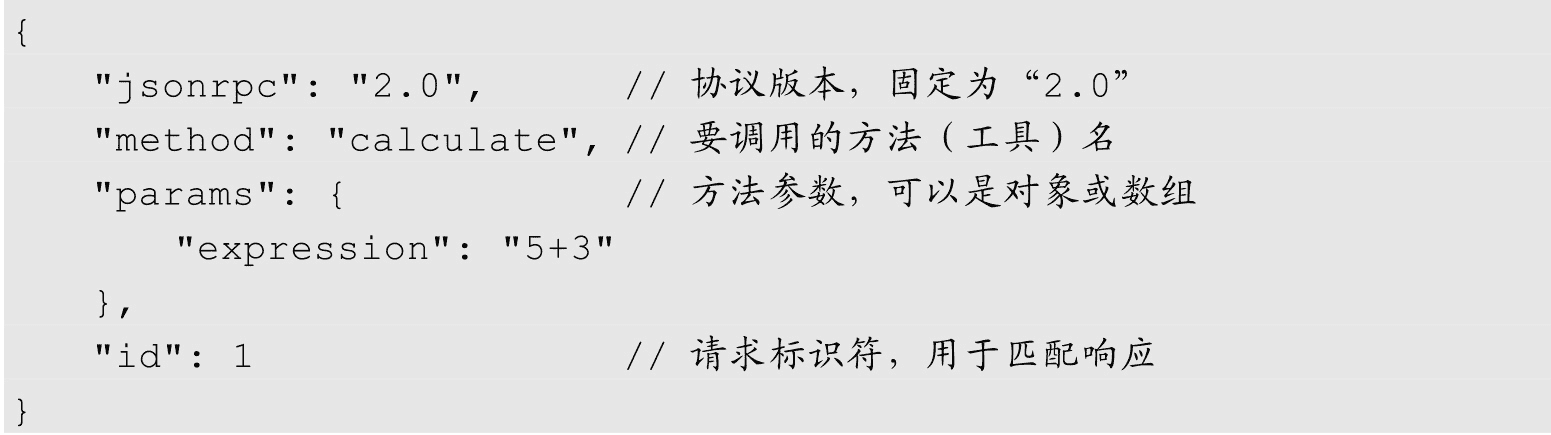 {
    "jsonrpc": "2.0",       // 协议版本，固定为“2.0”
    "method": "calculate", // 要调用的方法（工具）名
    "params": {             // 方法参数，可以是对象或数组
        "expression": "5+3"
    },
    "id": 1                 // 请求标识符，用于匹配响应
}